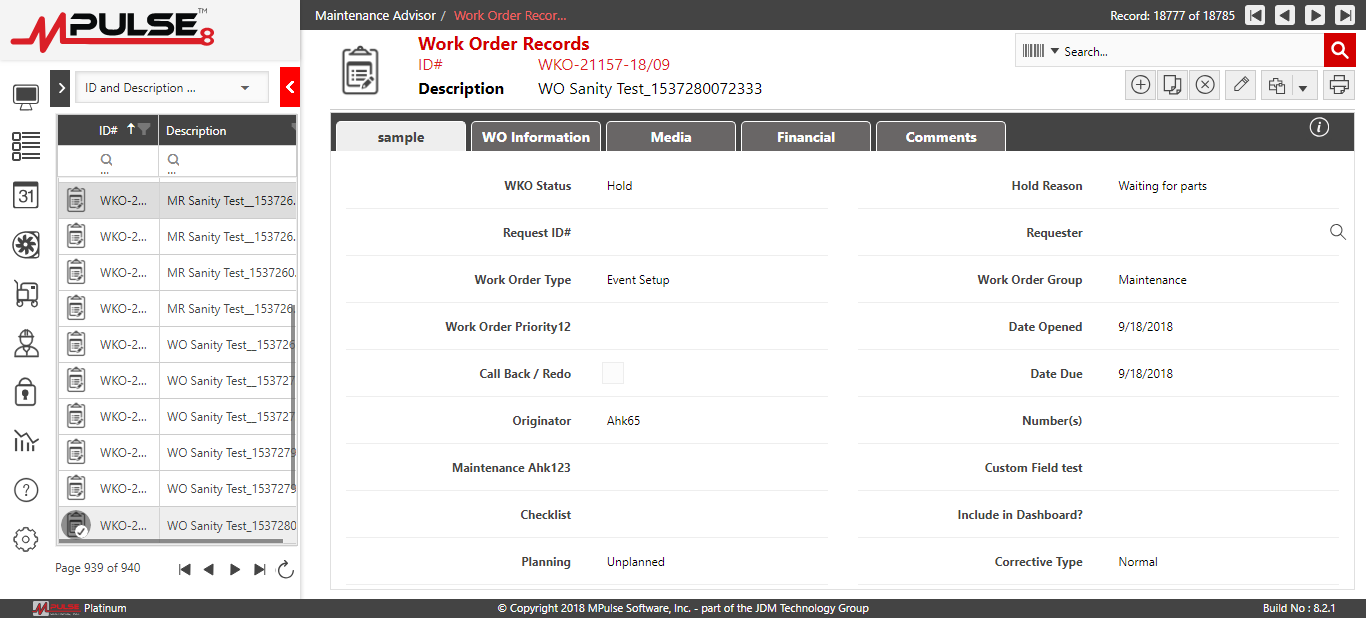 MPULSE 8 ™
Maintenance Advisor / Work Order Recor...
Record: 18777 of 18785
Work Order Records
ID# WKO-21157-18/09
Description WO Sanity Test_1537280072333
Search...
ID and Description ...
ID# Description
...
...
WKO-2... MR Sanity Test__153726.
WKO-2... MR Sanity Test__153726.
WKO-2... MR Sanity Test_1537260.
WKO-2... MR Sanity Test__153726
WKO-2... WO Sanity Test__153726
WKO-2... WO Sanity Test__153727
WKO-2... WO Sanity Test__153727
WKO-2... WO Sanity Test_1537279
WKO-2... WO Sanity Test_1537279
WKO-2... WO Sanity Test_1537280
Page 939 of 940
31
?
sample
WO Information
Media
Financial
Comments
i
WKO Status Hold
Hold Reason Waiting for parts
Request ID#
Requester
Work Order Type Event Setup
Work Order Group Maintenance
Work Order Priority12
Date Opened 9/18/2018
Call Back / Redo
Date Due 9/18/2018
Originator Ahk65
Number(s)
Maintenance Ahk123
Custom Field test
Checklist
Include in Dashboard?
Planning Unplanned
Corrective Type Normal
MPULSE Platinum
© Copyright 2018 MPulse Software, Inc. - part of the JDM Technology Group
Build No : 8.2.1